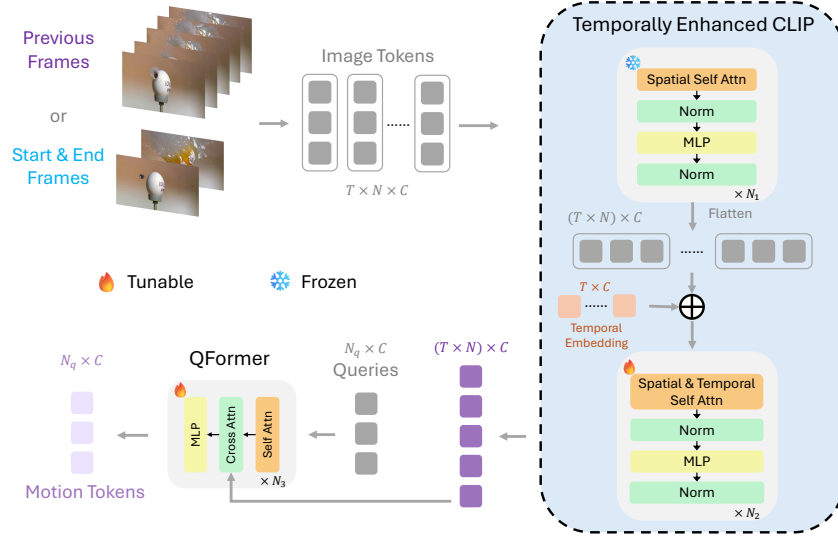 Previous
Frames
or
Start & End
Frames
Image Tokens
......
T × N × C
Temporally Enhanced CLIP
Spatial Self Attn
Norm
MLP
Norm
× N₁
(T × N) × C
Flatten
......
T × C
......
Temporal
Embedding
Spatial & Temporal
Self Attn
Norm
MLP
Norm
× N₂
Tunable
Frozen
N_q × C
Motion Tokens
QFormer
MLP
Cross Attn
Self Attn
× N₃
N_q × C
Queries
(T × N) × C